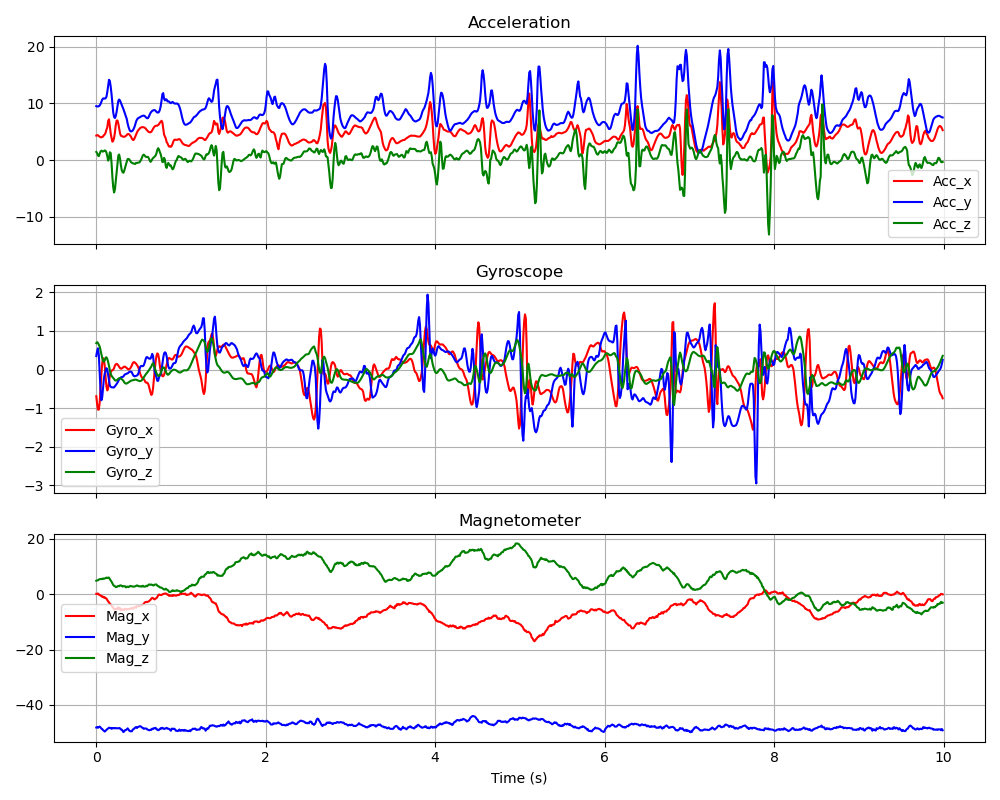 Acceleration
20
10
0
−10
Acc_x
Acc_y
Acc_z
Gyroscope
2
1
0
−1
−2
−3
Gyro_x
Gyro_y
Gyro_z
Magnetometer
20
0
−20
−40
Mag_x
Mag_y
Mag_z
0 2 4 6 8 10
Time (s)